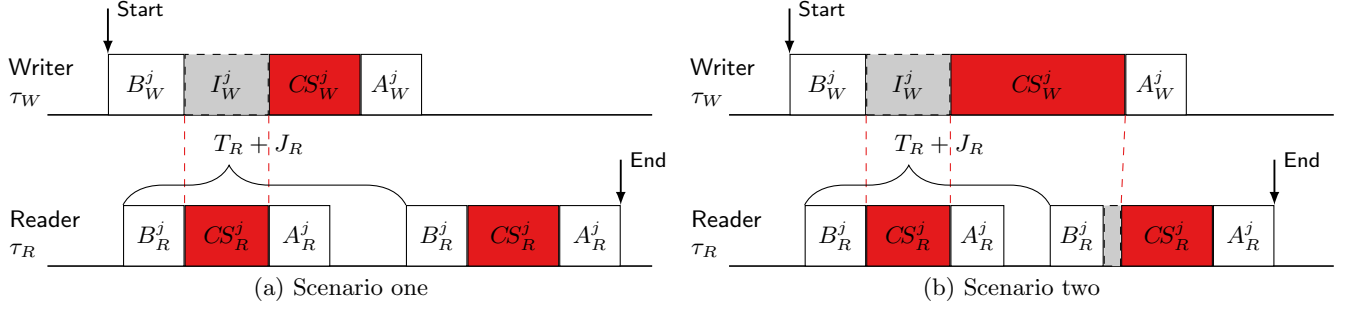 Start
Writer
τ_W
B_W^j
I_W^j
CS_W^j
A_W^j
T_R + J_R
End
Reader
τ_R
B_R^j
CS_R^j
A_R^j
B_R^j
CS_R^j
A_R^j
(a) Scenario one
Start
Writer
τ_W
B_W^j
I_W^j
CS_W^j
A_W^j
T_R + J_R
End
Reader
τ_R
B_R^j
CS_R^j
A_R^j
B_R^j
CS_R^j
A_R^j
(b) Scenario two